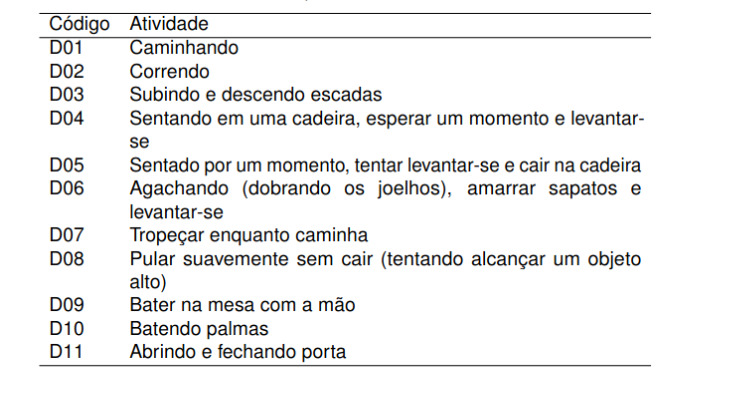 Código Atividade
D01 Caminhando
D02 Correndo
D03 Subindo e descendo escadas
D04 Sentando em uma cadeira, esperar um momento e levantar-
se
D05 Sentado por um momento, tentar levantar-se e cair na cadeira
D06 Agachando (dobrando os joelhos), amarrar sapatos e
levantar-se
D07 Tropeçar enquanto caminha
D08 Pular suavemente sem cair (tentando alcançar um objeto
alto)
D09 Bater na mesa com a mão
D10 Batendo palmas
D11 Abrindo e fechando porta